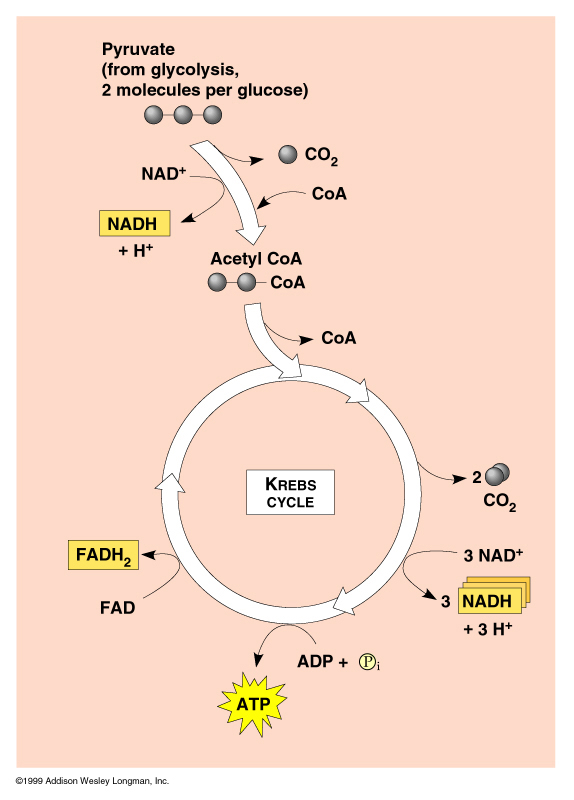 Pyruvate
(from glycolysis,
2 molecules per glucose)
CO2
NAD+
CoA
NADH
+ H+
Acetyl CoA
CoA
CoA
KREBS
CYCLE
2
CO2
3 NAD+
3 NADH
+ 3 H+
FADH2
FAD
ADP + Pi
ATP
©1999 Addison Wesley Longman, Inc.